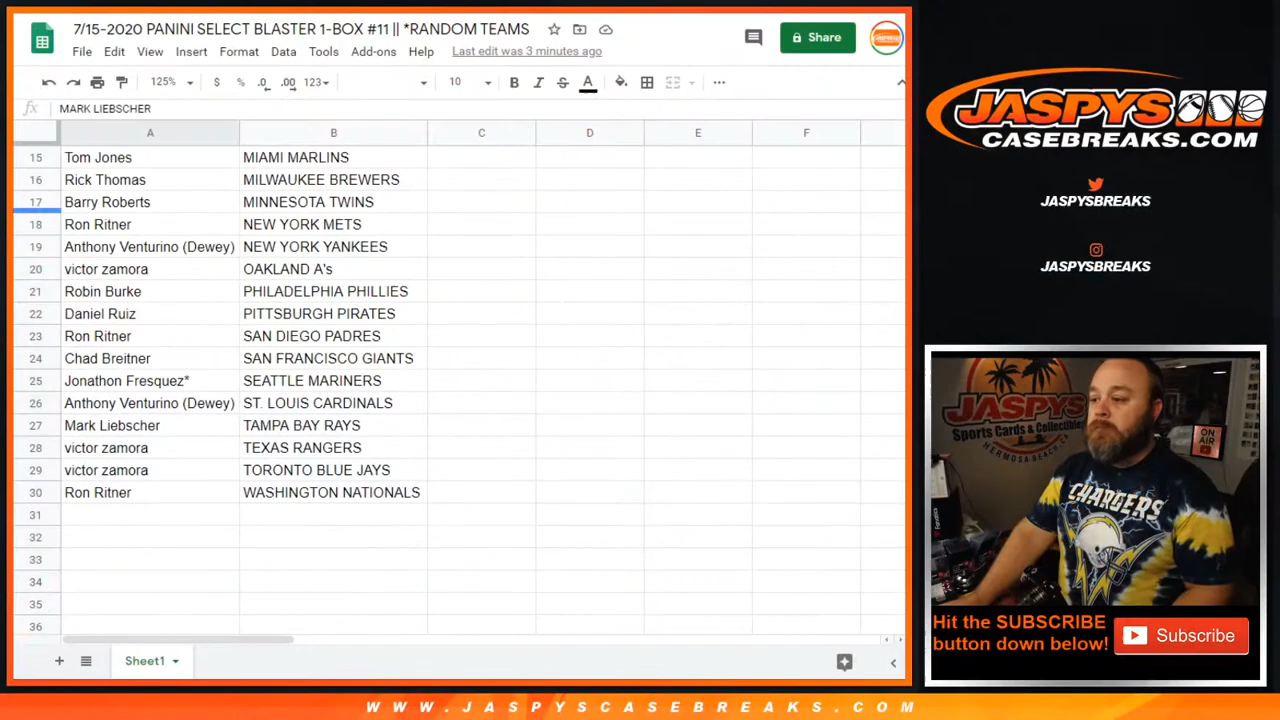 7/15-2020 PANINI SELECT BLASTER 1-BOX #11 || *RANDOM TEAMS
File Edit View Insert Format Data Tools Add-ons Help Last edit was 3 minutes ago
Share
125% $ % .0 .00 123 10 B I S A
fx MARK LIEBSCHER
A B C D E F
15 Tom Jones MIAMI MARLINS
16 Rick Thomas MILWAUKEE BREWERS
17 Barry Roberts MINNESOTA TWINS
18 Ron Ritner NEW YORK METS
19 Anthony Venturino (Dewey) NEW YORK YANKEES
20 victor zamora OAKLAND A's
21 Robin Burke PHILADELPHIA PHILLIES
22 Daniel Ruiz PITTSBURGH PIRATES
23 Ron Ritner SAN DIEGO PADRES
24 Chad Breitner SAN FRANCISCO GIANTS
25 Jonathon Fresquez* SEATTLE MARINERS
26 Anthony Venturino (Dewey) ST. LOUIS CARDINALS
27 Mark Liebscher TAMPA BAY RAYS
28 victor zamora TEXAS RANGERS
29 victor zamora TORONTO BLUE JAYS
30 Ron Ritner WASHINGTON NATIONALS
31
32
33
34
35
36
Sheet1
JASPYS
CASEBREAKS.COM
JASPYSBREAKS
JASPYSBREAKS
JASPYS
Sports Cards & Collectibles
HERMOSA BEACH, CA
ON
AIR
CHARGERS
Hit the SUBSCRIBE
button down below!
Subscribe
WWW.JASPYSCASEBREAKS.COM